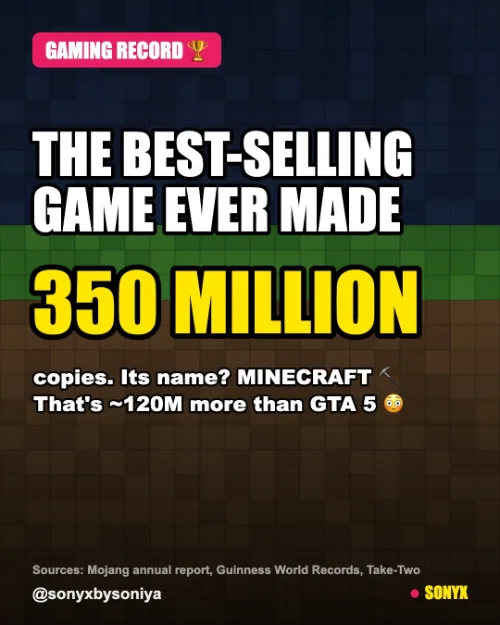 GAMING RECORD 🏆
THE BEST-SELLING
GAME EVER MADE
350 MILLION
copies. Its name? MINECRAFT ⛏️
That's ~120M more than GTA 5 😳
Sources: Mojang annual report, Guinness World Records, Take-Two
@sonyxbysoniya
SONYX